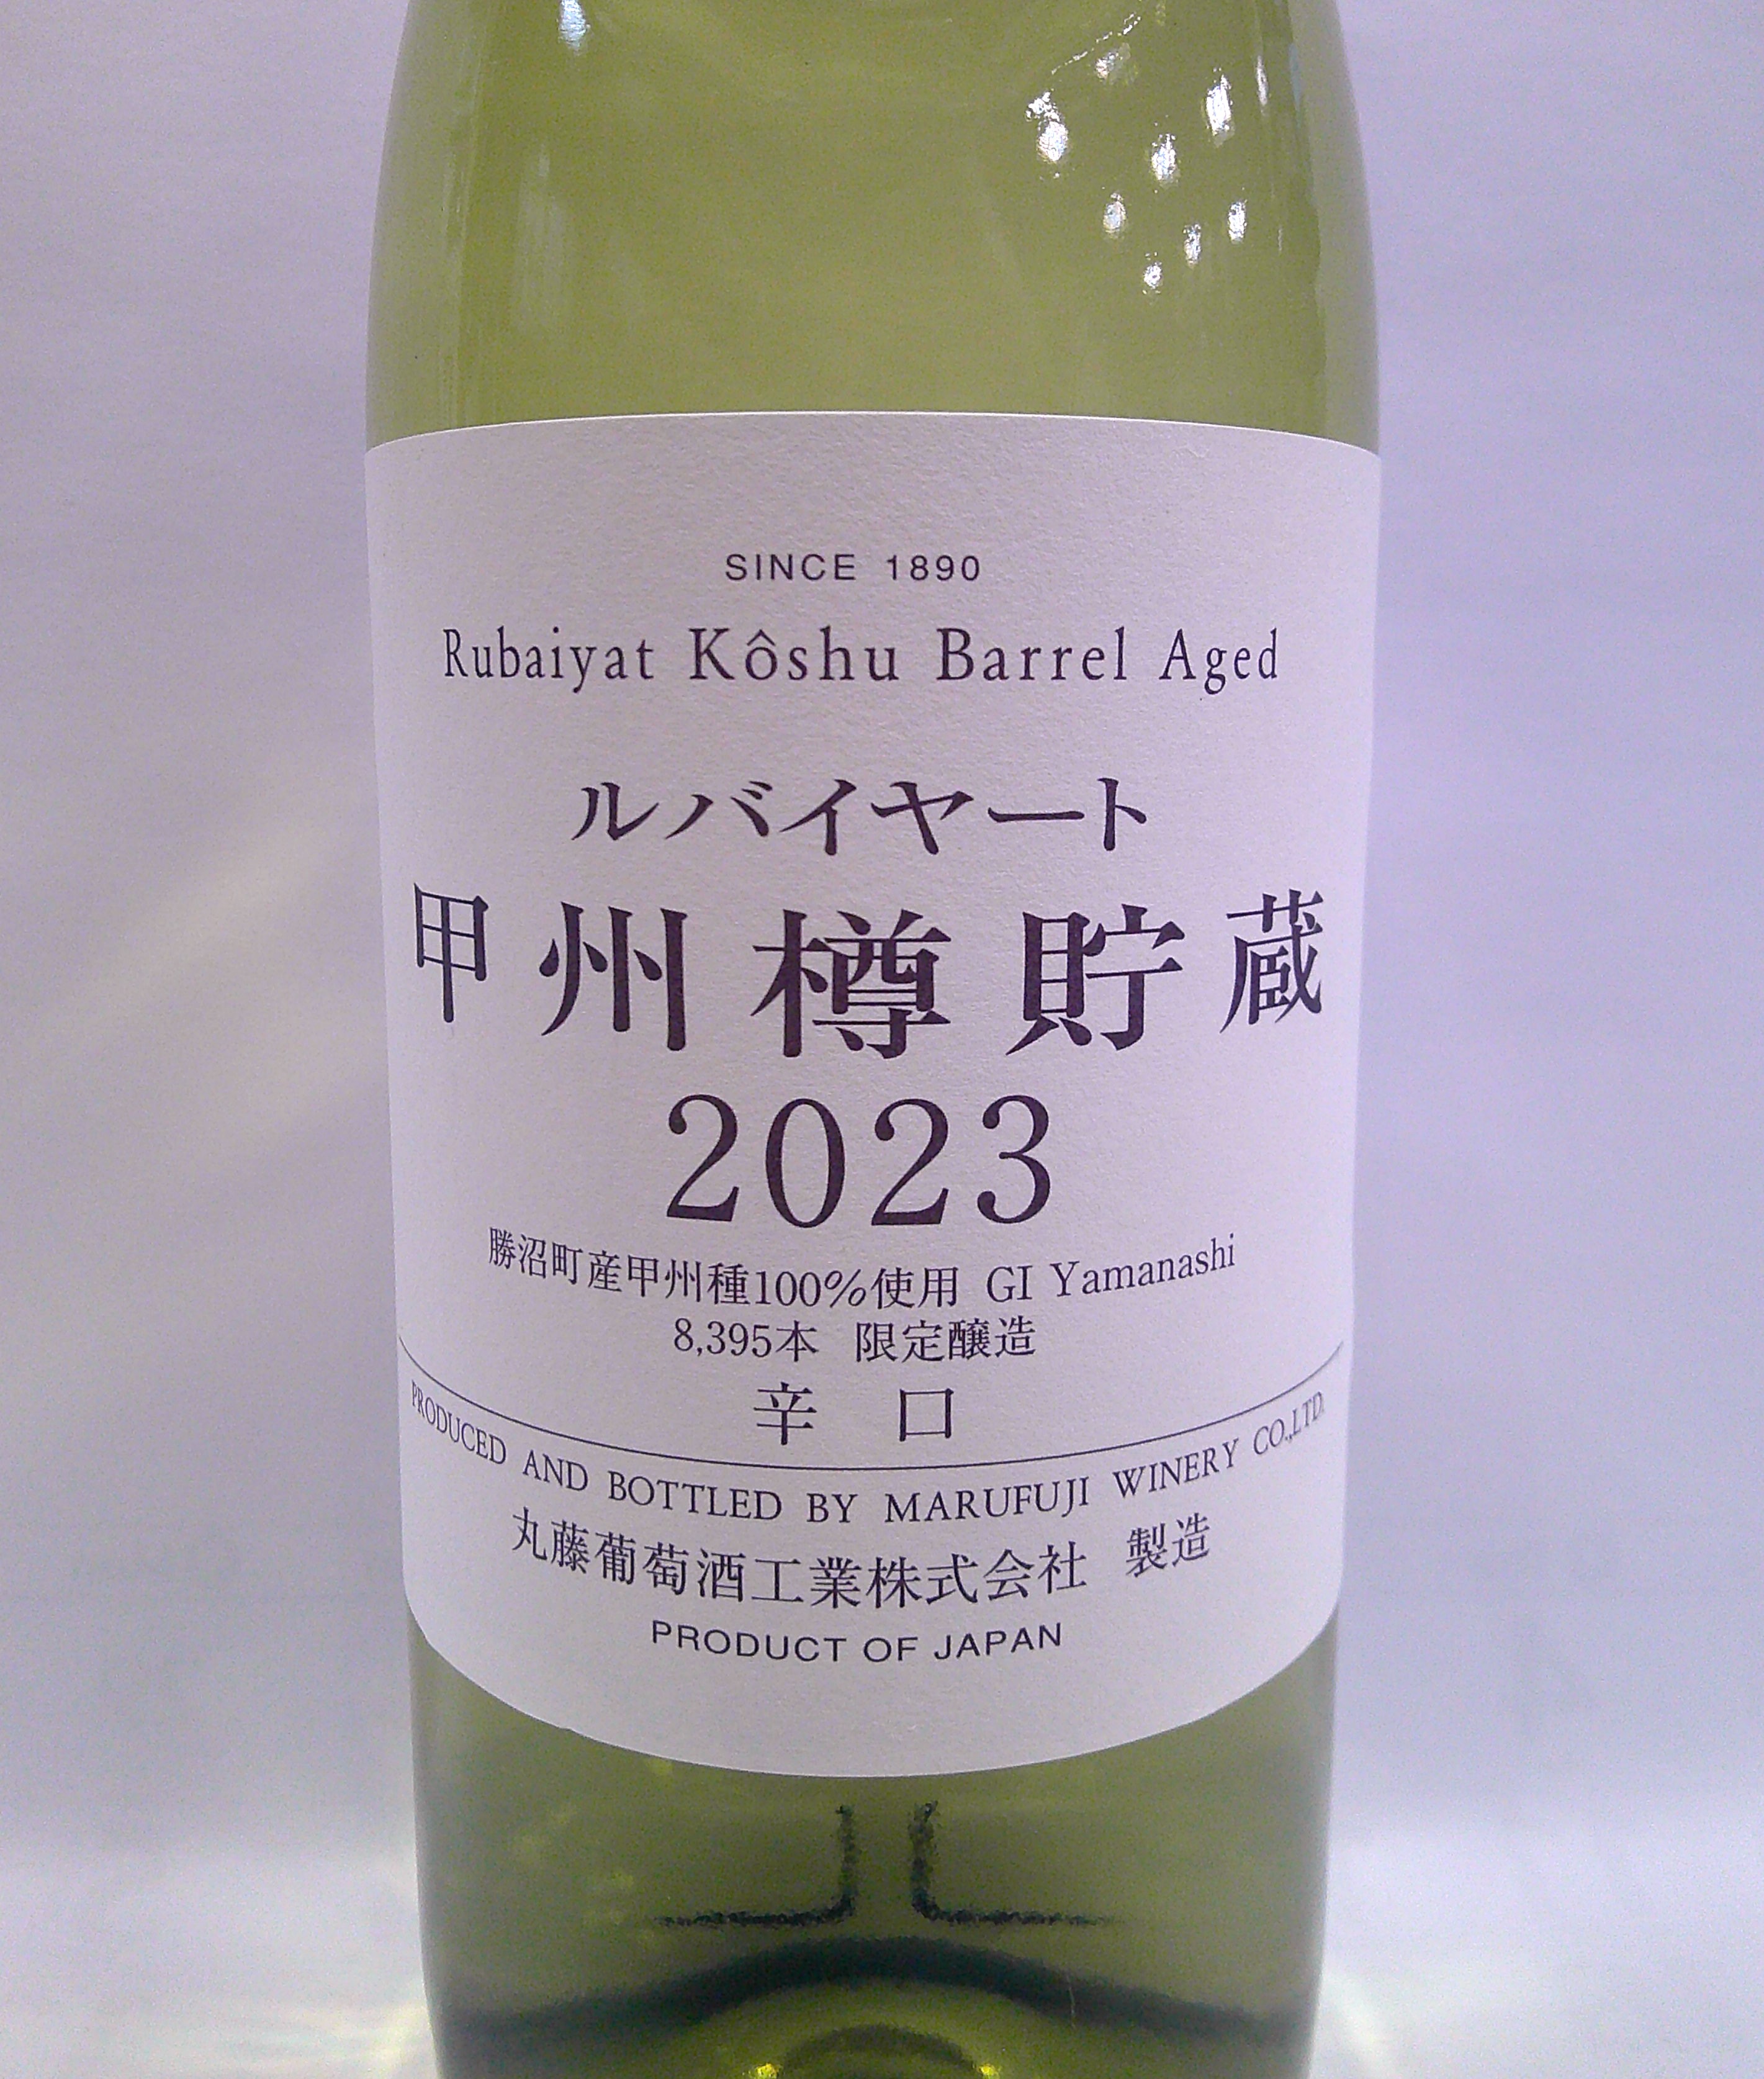 SINCE 1890
Rubaiyat Kôshu Barrel Aged
ルバイヤート
甲州樽貯蔵
2023
勝沼町産甲州種100%使用 GI Yamanashi
8,395本 限定醸造
辛口
PRODUCED AND BOTTLED BY MARUFUJI WINERY CO.,LTD.
丸藤葡萄酒工業株式会社 製造
PRODUCT OF JAPAN